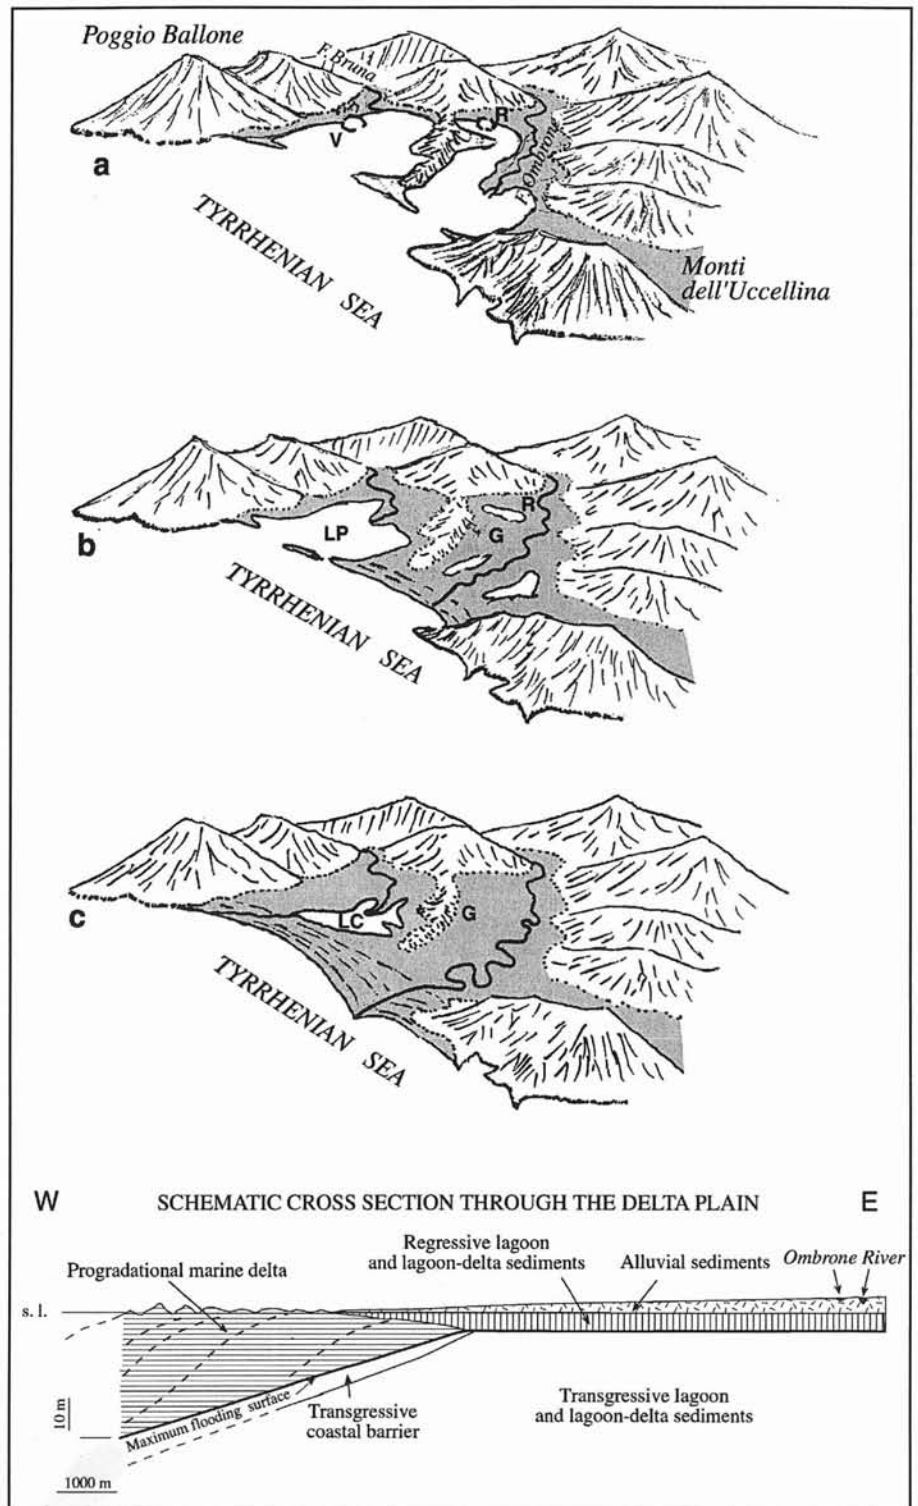 Poggio Ballone
F. Bruna
R
V
a
F. Ombrone
TYRRHENIAN SEA
Monti
dell'Uccellina
R
LP
G
b
TYRRHENIAN SEA
LC
G
c
TYRRHENIAN SEA
W
SCHEMATIC CROSS SECTION THROUGH THE DELTA PLAIN
E
Regressive lagoon
and lagoon-delta sediments
Alluvial sediments
Ombrone River
Progradational marine delta
s. l.
10 m
Maximum flooding surface
Transgressive
coastal barrier
Transgressive lagoon
and lagoon-delta sediments
1000 m